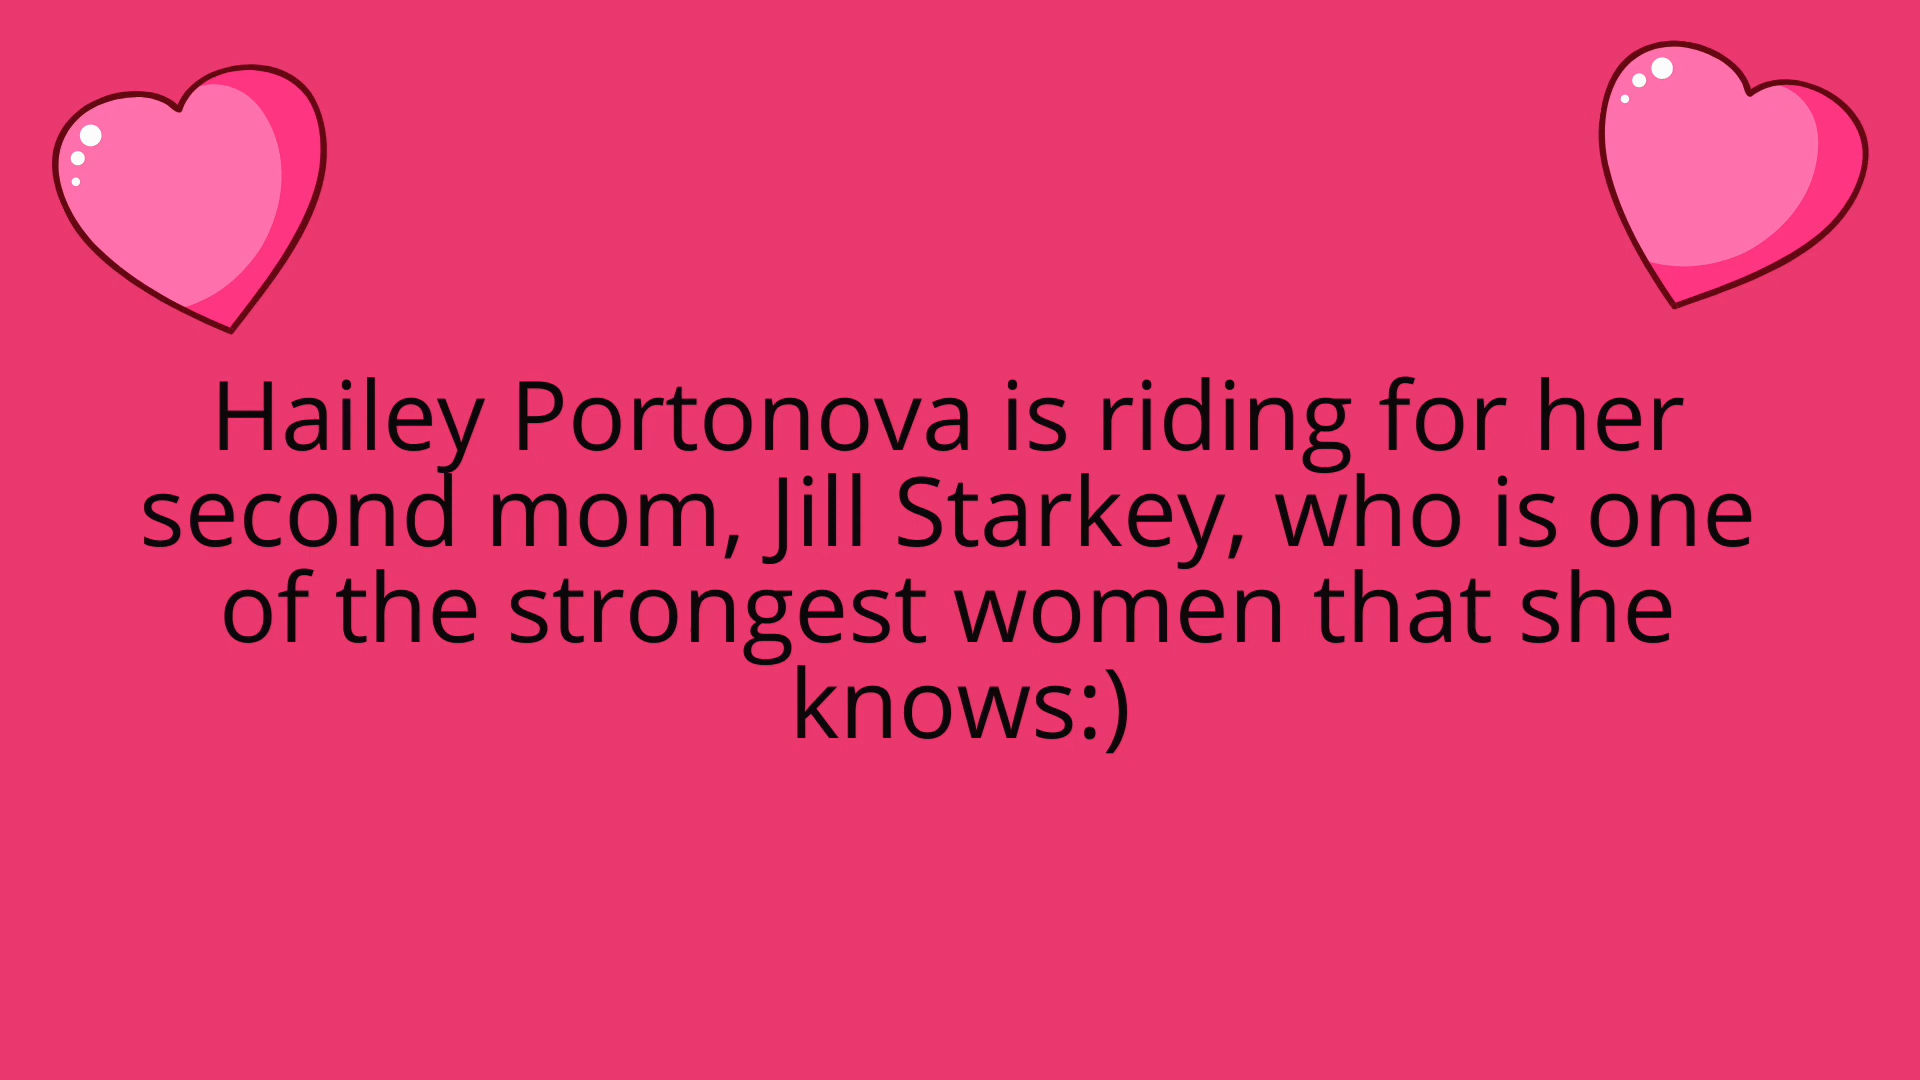 Hailey Portonova is riding for her
second mom, Jill Starkey, who is one
of the strongest women that she
knows:)